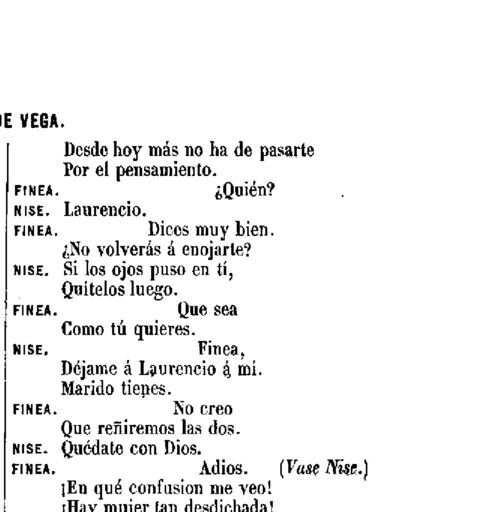 DE VEGA.
Desde hoy más no ha de pasarte
Por el pensamiento.
FINEA. ¿Quién?
NISE. Laurencio.
FINEA. Dices muy bien.
¿No volverás á enojarte?
NISE. Si los ojos puso en tí,
Quítelos luego.
FINEA. Que sea
Como tú quieres.
NISE. Finea,
Déjame á Laurencio á mí.
Marido tienes.
FINEA. No creo
Que reñiremos las dos.
NISE. Quédate con Dios.
FINEA. Adios. (Vase Nise.)
¡En qué confusion me veo!
¡Hay mujer tan desdichada!